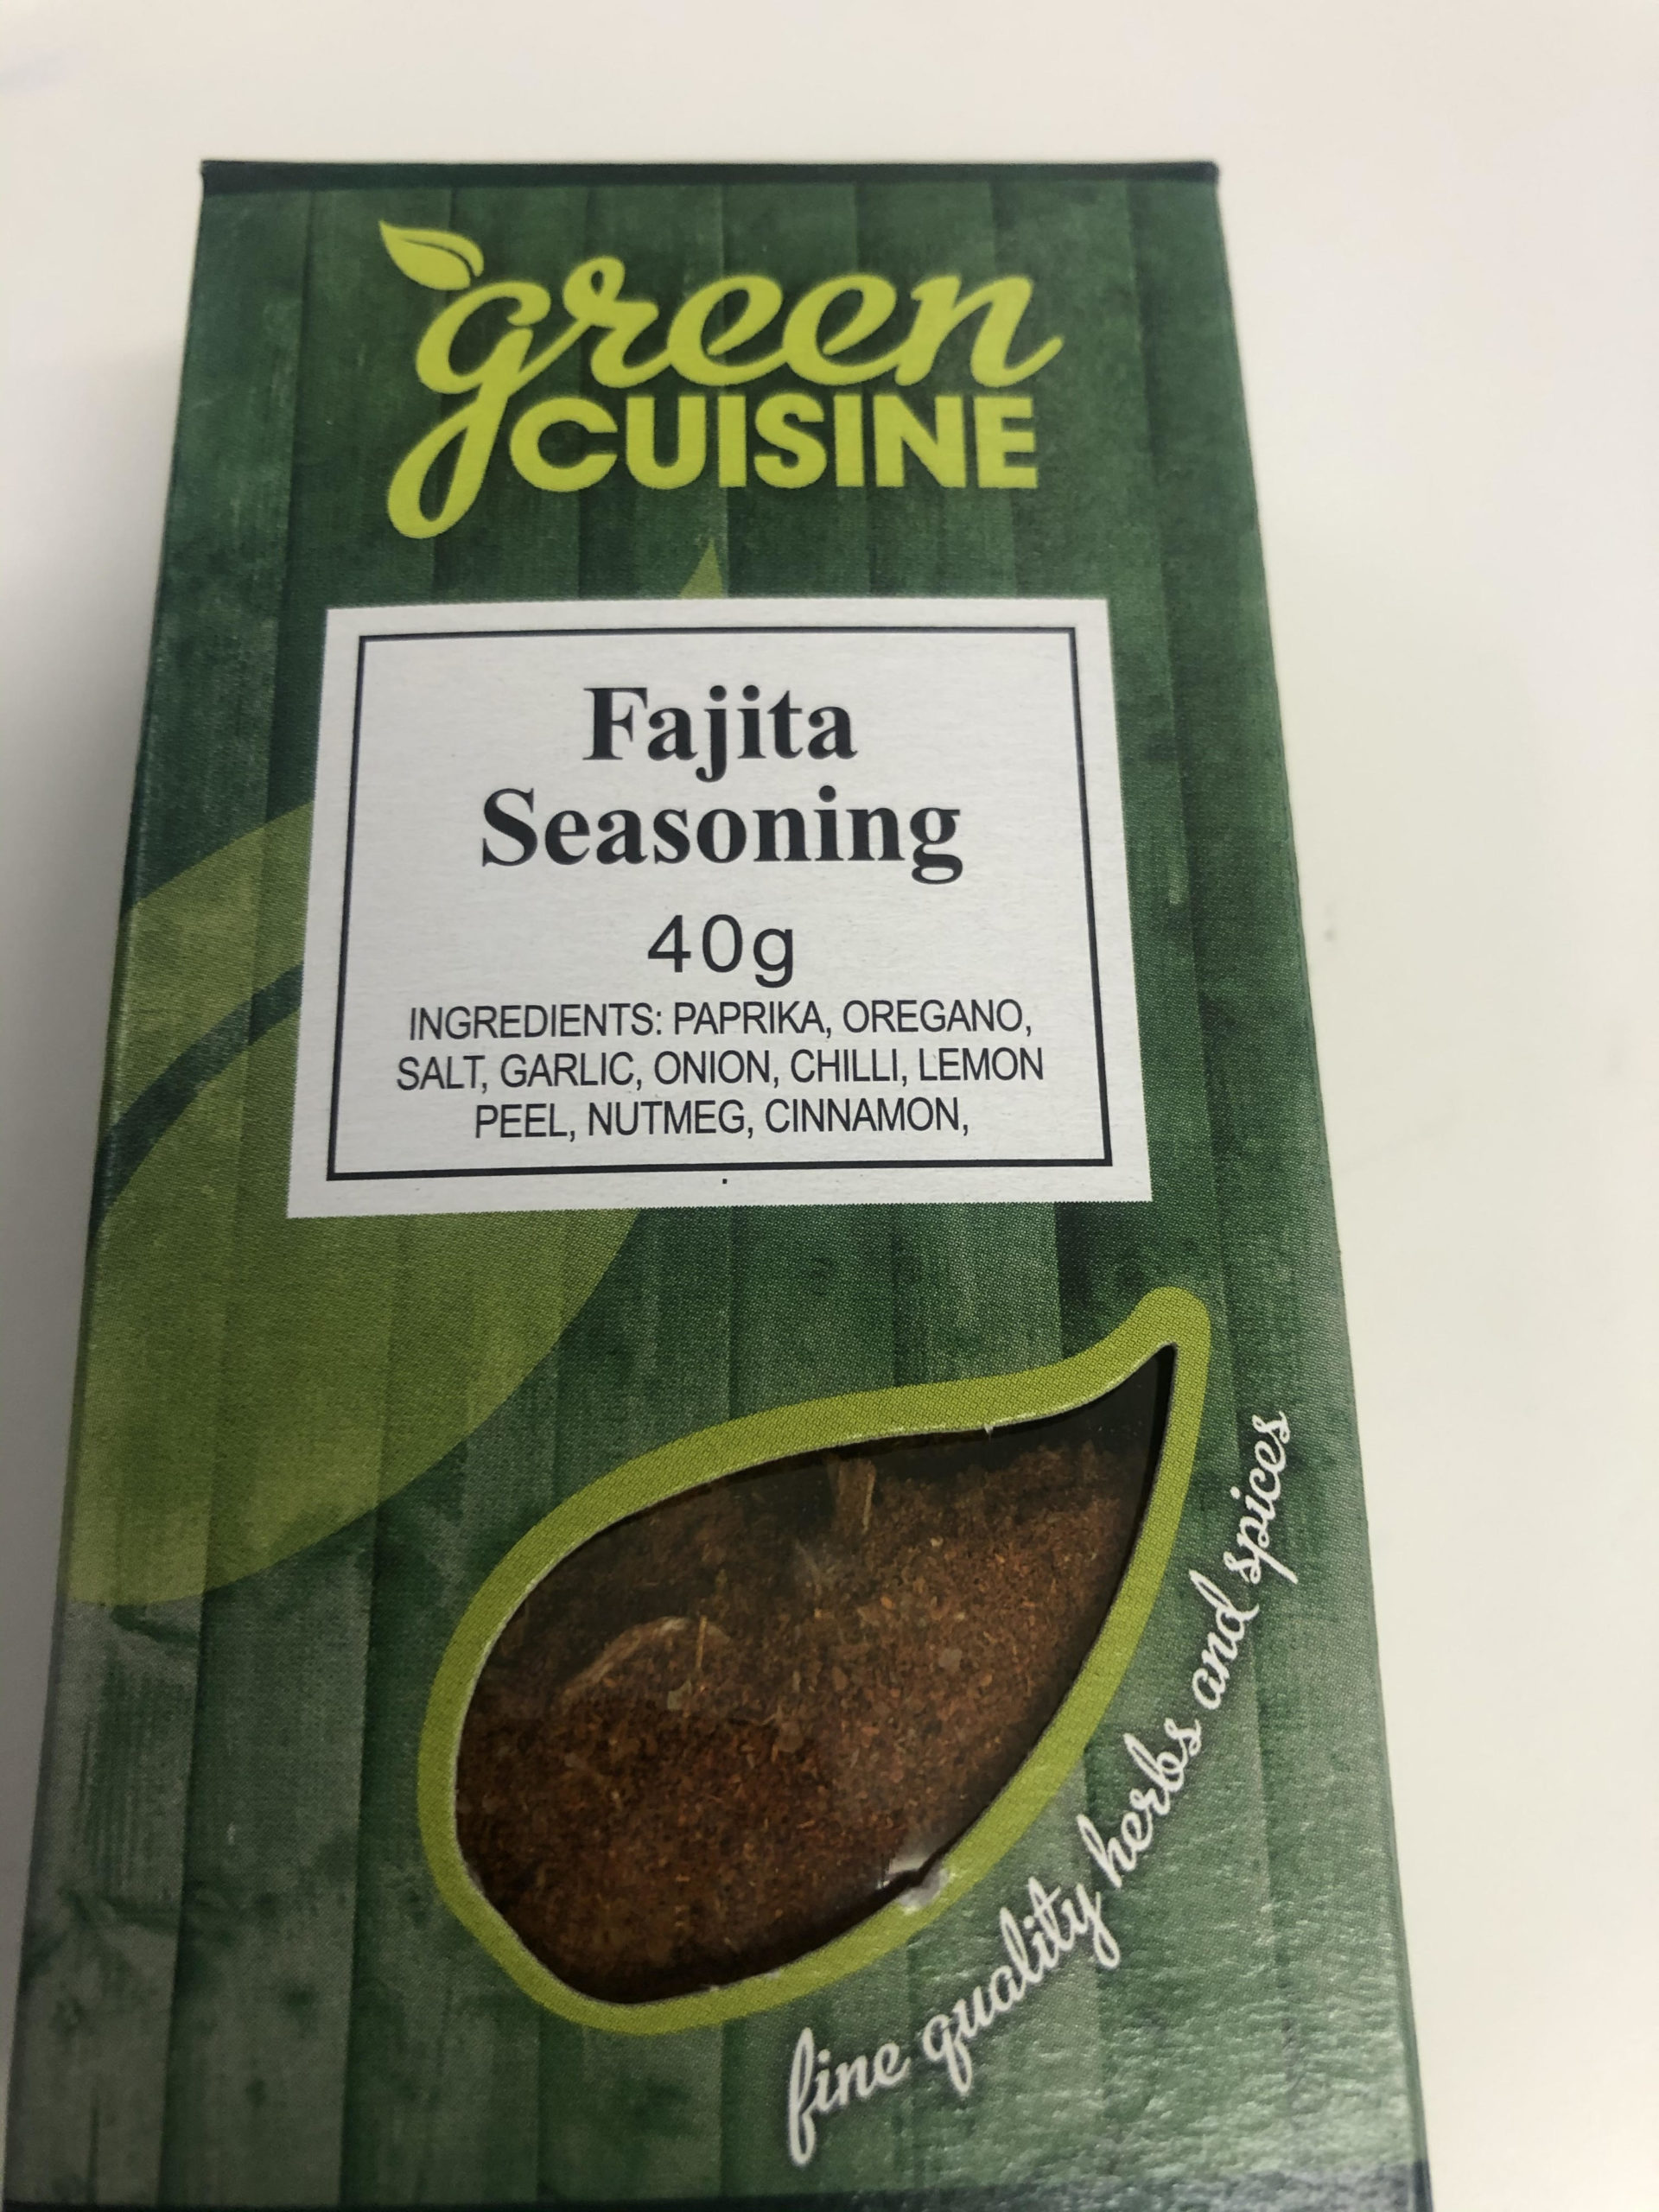 green
CUISINE
Fajita
Seasoning
40g
INGREDIENTS: PAPRIKA, OREGANO,
SALT, GARLIC, ONION, CHILLI, LEMON
PEEL, NUTMEG, CINNAMON,
.
fine quality herbs and spices